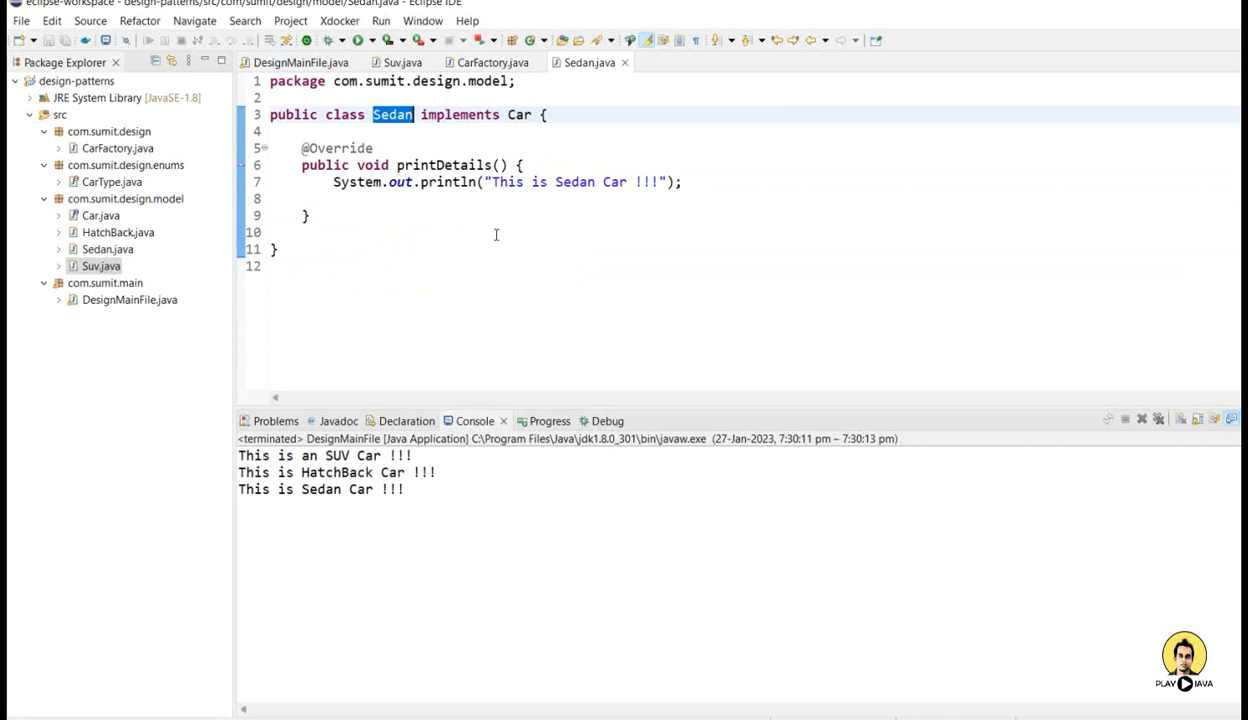 eclipse-workspace - design-patterns/src/com/sumit/design/model/Sedan.java - Eclipse IDE
File Edit Source Refactor Navigate Search Project Xdocker Run Window Help
Package Explorer
DesignMainFile.java Suv.java CarFactory.java Sedan.java
design-patterns
JRE System Library [JavaSE-1.8]
src
com.sumit.design
CarFactory.java
com.sumit.design.enums
CarType.java
com.sumit.design.model
Car.java
HatchBack.java
Sedan.java
Suv.java
com.sumit.main
DesignMainFile.java
1 package com.sumit.design.model;
2
3 public class Sedan implements Car {
4
5 @Override
6 public void printDetails() {
7 System.out.println("This is Sedan Car !!!");
8
9 }
10
11 }
12
Problems Javadoc Declaration Console Progress Debug
<terminated> DesignMainFile [Java Application] C:\Program Files\Java\jdk1.8.0_301\bin\javaw.exe (27-Jan-2023, 7:30:11 pm – 7:30:13 pm)
This is an SUV Car !!!
This is HatchBack Car !!!
This is Sedan Car !!!
PLAY JAVA